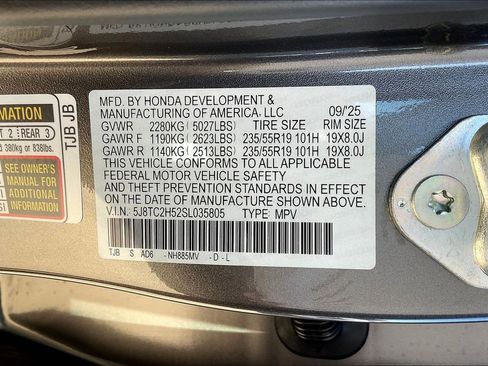 MATION
T 2 | REAR 3
d 380kg or 838lbs.
SEE OWNER'S
MANUAL FOR
ADDITIONAL
INFORMATION
TJB JB
MFD. BY HONDA DEVELOPMENT &
MANUFACTURING OF AMERICA, LLC 09/'25
GVWR 2280KG ( 5027LBS) TIRE SIZE RIM SIZE
GAWR F 1190KG (2623LBS) 235/55R19 101H 19X8.0J
GAWR R 1140KG (2513LBS) 235/55R19 101H 19X8.0J
THIS VEHICLE CONFORMS TO ALL APPLICABLE
FEDERAL MOTOR VEHICLE SAFETY
AND THEFT PREVENTION STANDARDS IN EFFECT
ON THE DATE OF MANUFACTURE SHOWN ABOVE.
V.I.N. 5J8TC2H52SL035805 TYPE: MPV
TJB S AD6 -NH885MV -D-L